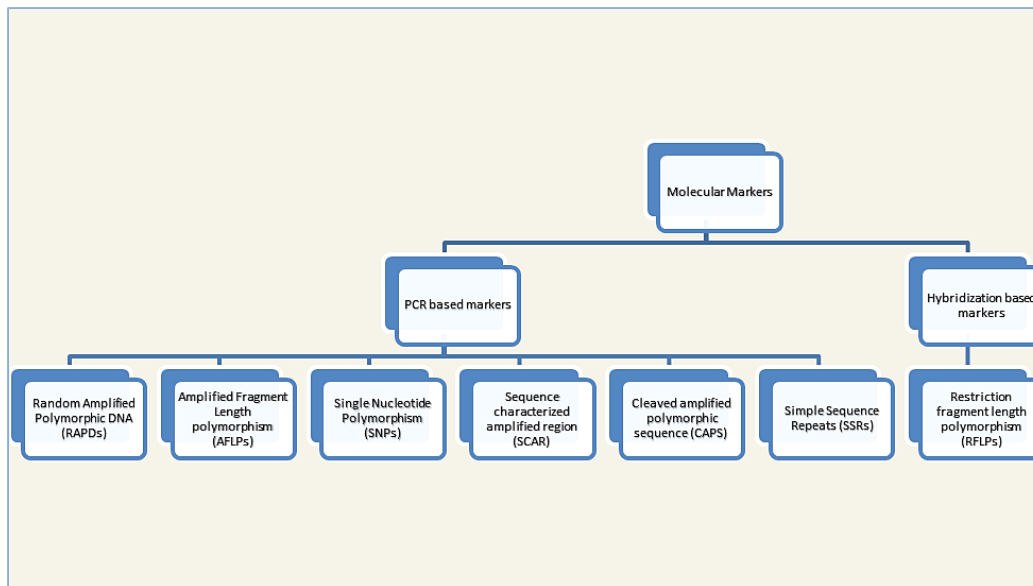 Molecular Markers
PCR based markers
Hybridization based
markers
Random Amplified
Polymorphic DNA
(RAPDs)
Amplified Fragment
Length
polymorphism
(AFLPs)
Single Nucleotide
Polymorphism
(SNPs)
Sequence
characterized
amplified region
(SCAR)
Cleaved amplified
polymorphic
sequence (CAPS)
Simple Sequence
Repeats (SSRs)
Restriction
fragment length
polymorphism
(RFLPs)